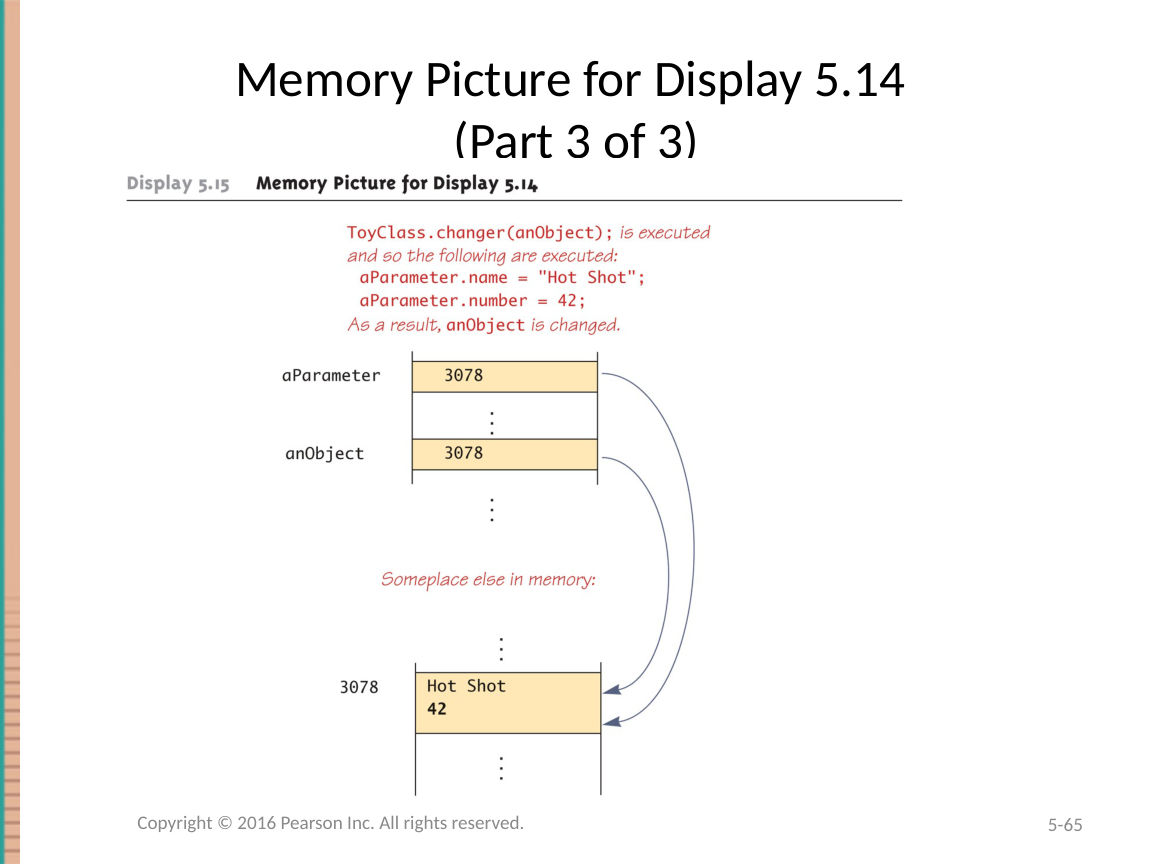 Memory Picture for Display 5.14
(Part 3 of 3)
Display 5.15 Memory Picture for Display 5.14
ToyClass.changer(anObject); is executed
and so the following are executed:
aParameter.name = "Hot Shot";
aParameter.number = 42;
As a result, anObject is changed.
aParameter 3078
anObject 3078
Someplace else in memory:
3078 Hot Shot
42
Copyright © 2016 Pearson Inc. All rights reserved.
5-65